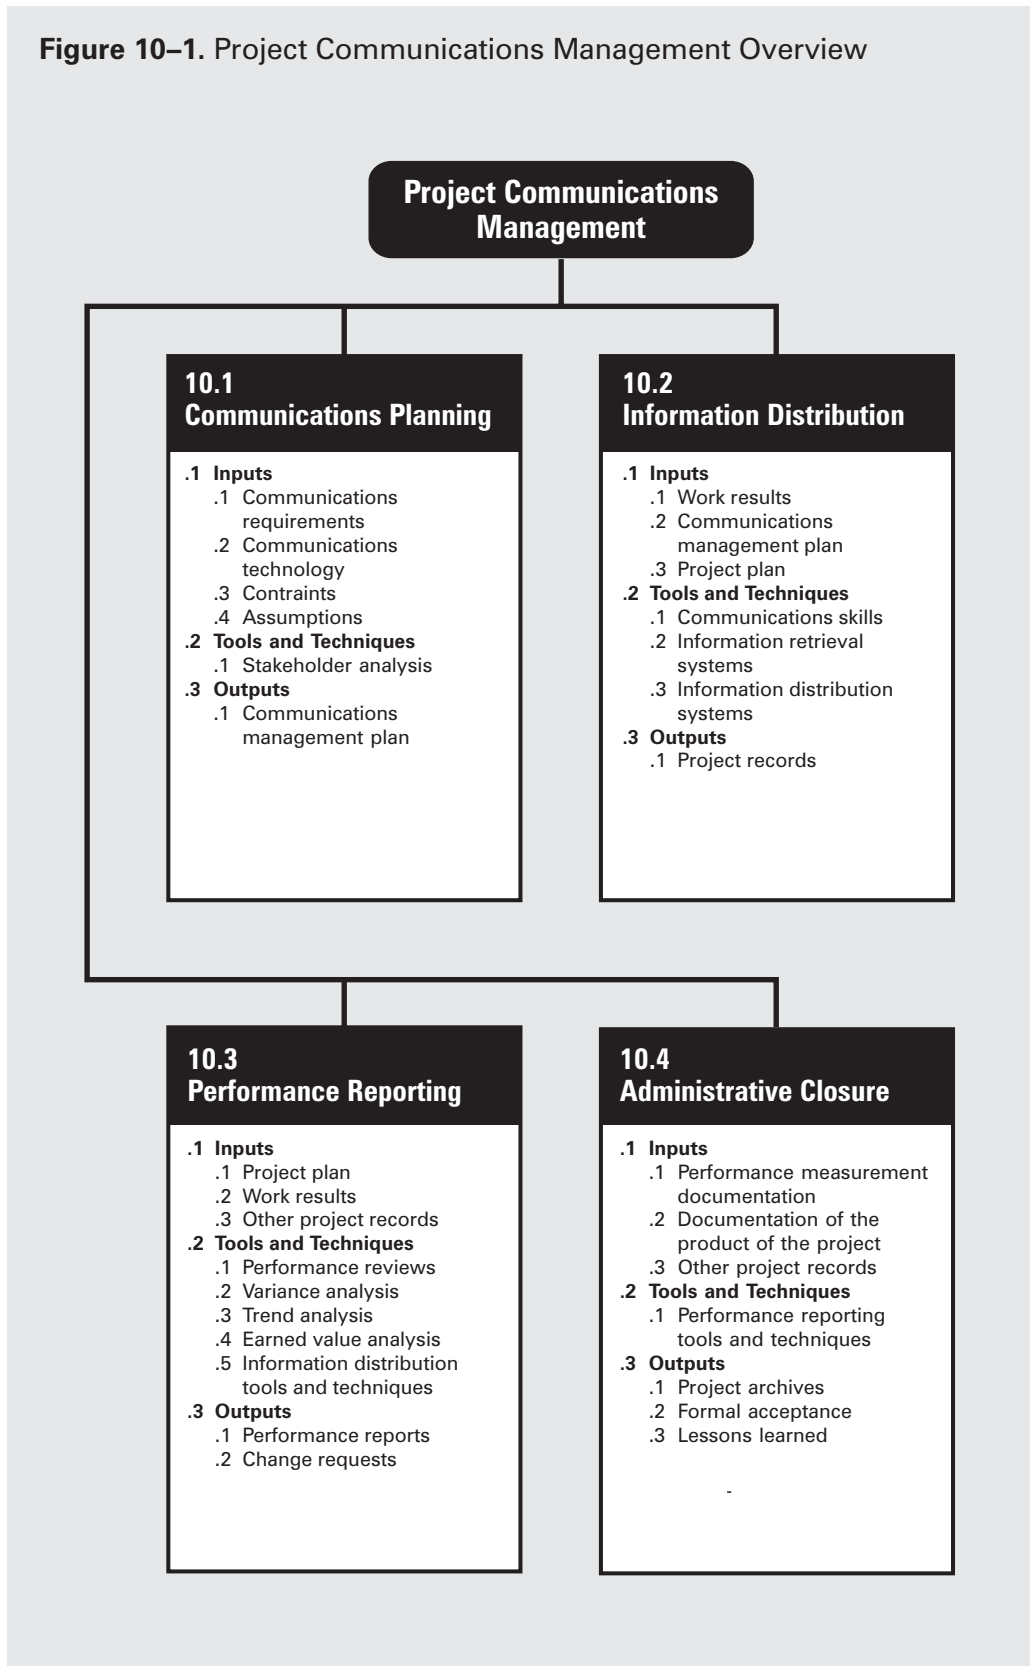 Figure 10–1. Project Communications Management Overview
Project Communications
Management
10.1
Communications Planning
.1 Inputs
.1 Communications
requirements
.2 Communications
technology
.3 Contraints
.4 Assumptions
.2 Tools and Techniques
.1 Stakeholder analysis
.3 Outputs
.1 Communications
management plan
10.2
Information Distribution
.1 Inputs
.1 Work results
.2 Communications
management plan
.3 Project plan
.2 Tools and Techniques
.1 Communications skills
.2 Information retrieval
systems
.3 Information distribution
systems
.3 Outputs
.1 Project records
10.3
Performance Reporting
.1 Inputs
.1 Project plan
.2 Work results
.3 Other project records
.2 Tools and Techniques
.1 Performance reviews
.2 Variance analysis
.3 Trend analysis
.4 Earned value analysis
.5 Information distribution
tools and techniques
.3 Outputs
.1 Performance reports
.2 Change requests
10.4
Administrative Closure
.1 Inputs
.1 Performance measurement
documentation
.2 Documentation of the
product of the project
.3 Other project records
.2 Tools and Techniques
.1 Performance reporting
tools and techniques
.3 Outputs
.1 Project archives
.2 Formal acceptance
.3 Lessons learned
-